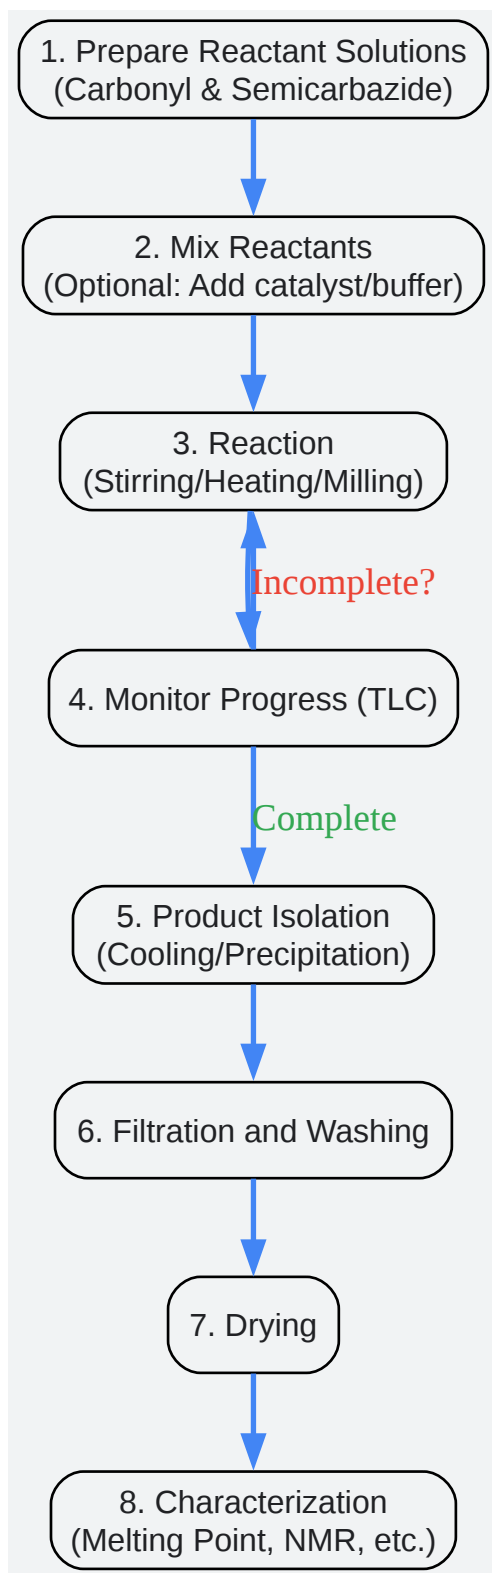 1. Prepare Reactant Solutions
(Carbonyl & Semicarbazide)
2. Mix Reactants
(Optional: Add catalyst/buffer)
3. Reaction
(Stirring/Heating/Milling)
Incomplete?
4. Monitor Progress (TLC)
Complete
5. Product Isolation
(Cooling/Precipitation)
6. Filtration and Washing
7. Drying
8. Characterization
(Melting Point, NMR, etc.)